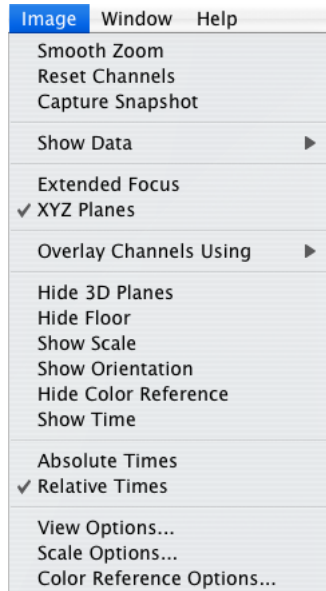 Image Window Help
Smooth Zoom
Reset Channels
Capture Snapshot
Show Data
Extended Focus
XYZ Planes
Overlay Channels Using
Hide 3D Planes
Hide Floor
Show Scale
Show Orientation
Hide Color Reference
Show Time
Absolute Times
Relative Times
View Options...
Scale Options...
Color Reference Options...